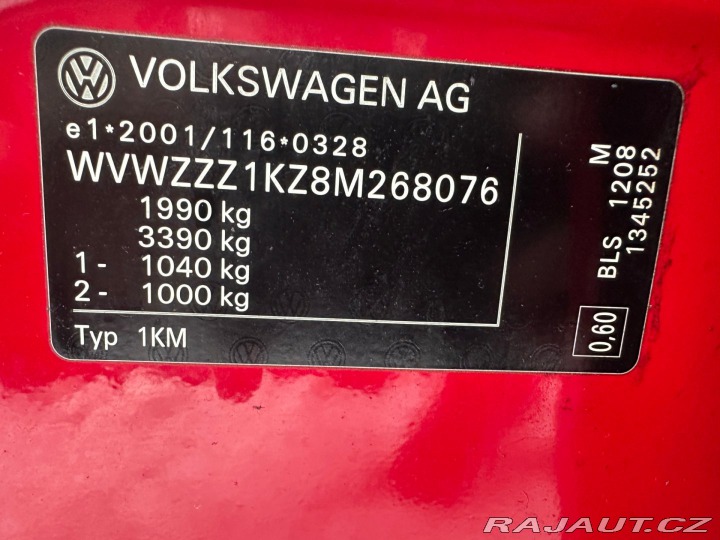 VOLKSWAGEN AG
e1*2001/116*0328
WVWZZZ1KZ8M268076
1990 kg
3390 kg
1 - 1040 kg
2 - 1000 kg
Typ 1KM
M
BLS 1208
1345252
0,60
RAJAUT.CZ